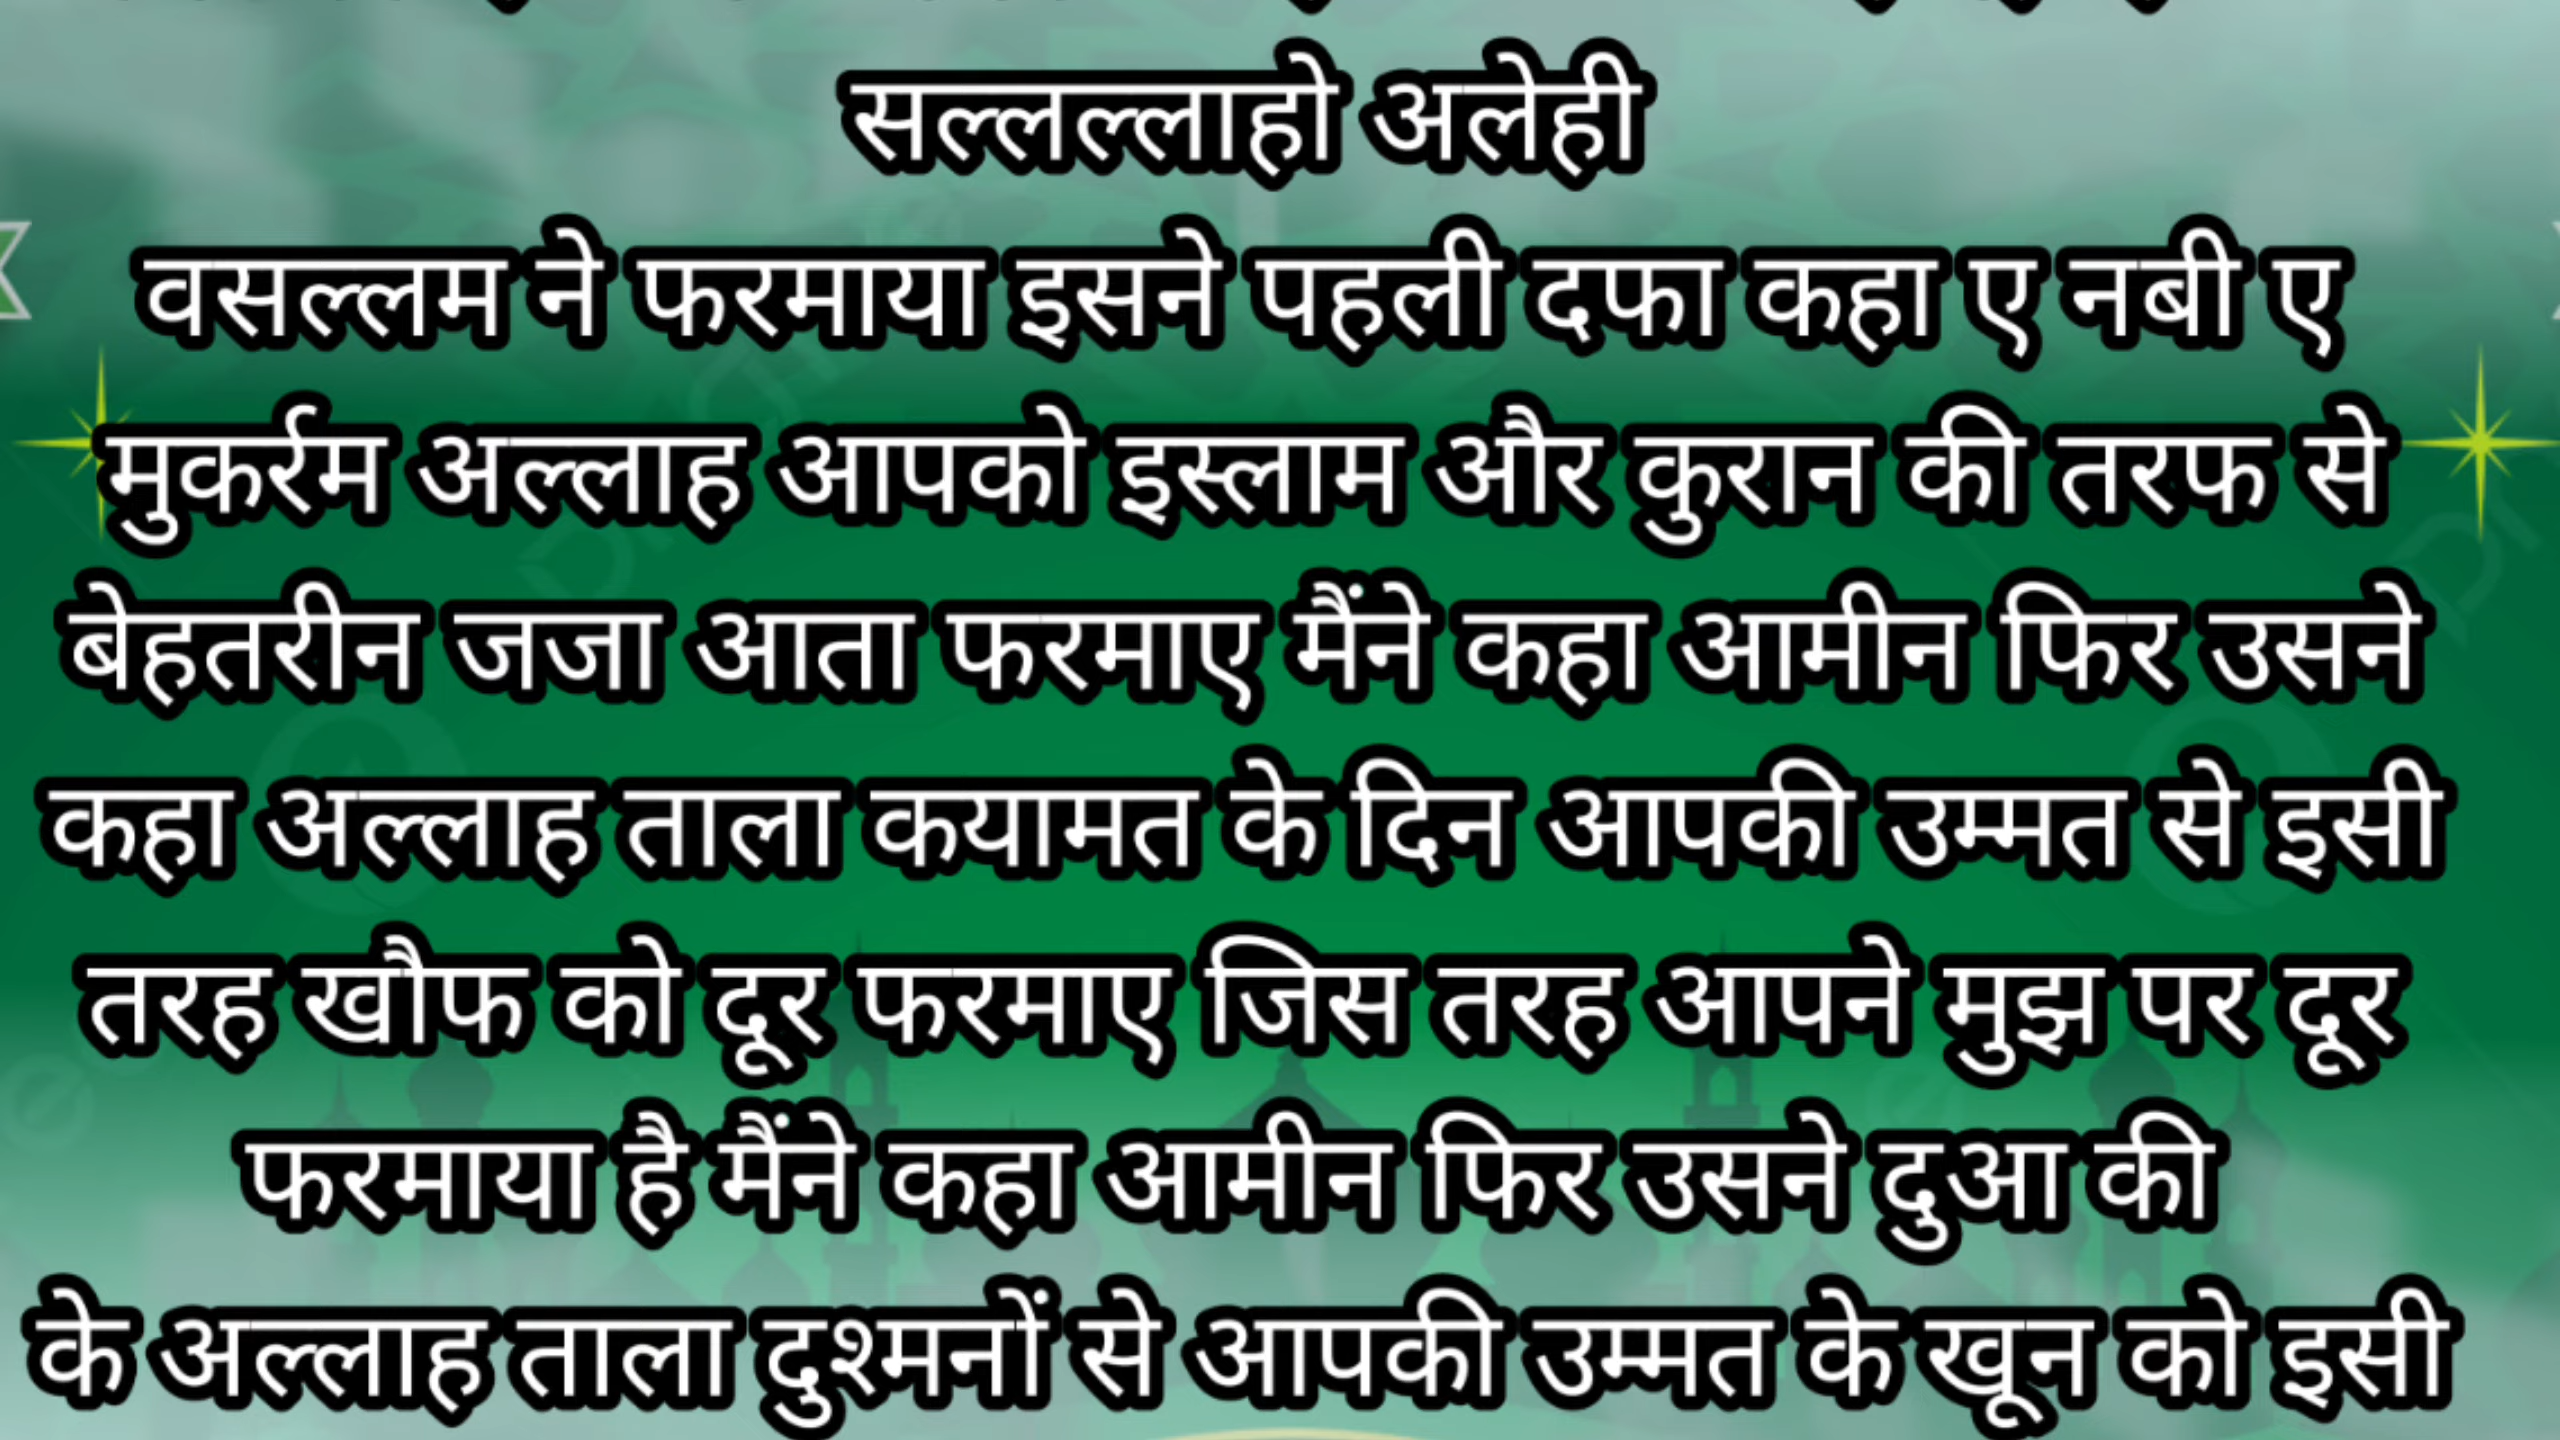 सल्लल्लाहो अलेही
वसल्लम ने फरमाया इसने पहली दफा कहा ए नबी ए
मुकर्रम अल्लाह आपको इस्लाम और कुरान की तरफ से
बेहतरीन जजा आता फरमाए मैंने कहा आमीन फिर उसने
कहा अल्लाह ताला कयामत के दिन आपकी उम्मत से इसी
तरह खौफ को दूर फरमाए जिस तरह आपने मुझ पर दूर
फरमाया है मैंने कहा आमीन फिर उसने दुआ की
के अल्लाह ताला दुश्मनों से आपकी उम्मत के खून को इसी